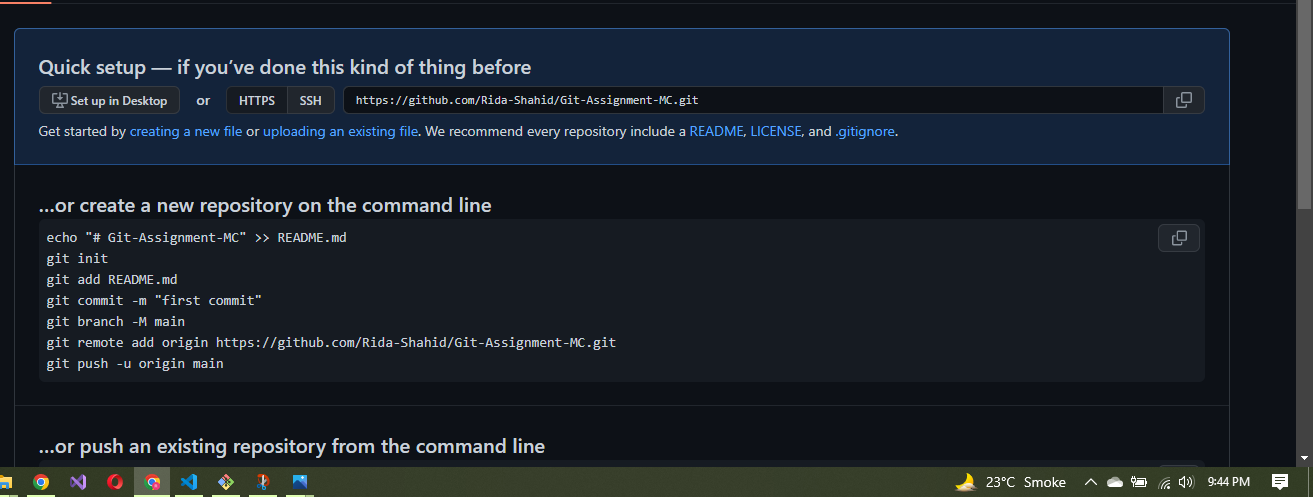 Quick setup — if you’ve done this kind of thing before
Set up in Desktop or HTTPS SSH https://github.com/Rida-Shahid/Git-Assignment-MC.git
Get started by creating a new file or uploading an existing file. We recommend every repository include a README, LICENSE, and .gitignore.
…or create a new repository on the command line
echo "# Git-Assignment-MC" >> README.md
git init
git add README.md
git commit -m "first commit"
git branch -M main
git remote add origin https://github.com/Rida-Shahid/Git-Assignment-MC.git
git push -u origin main
…or push an existing repository from the command line
23°C Smoke 9:44 PM